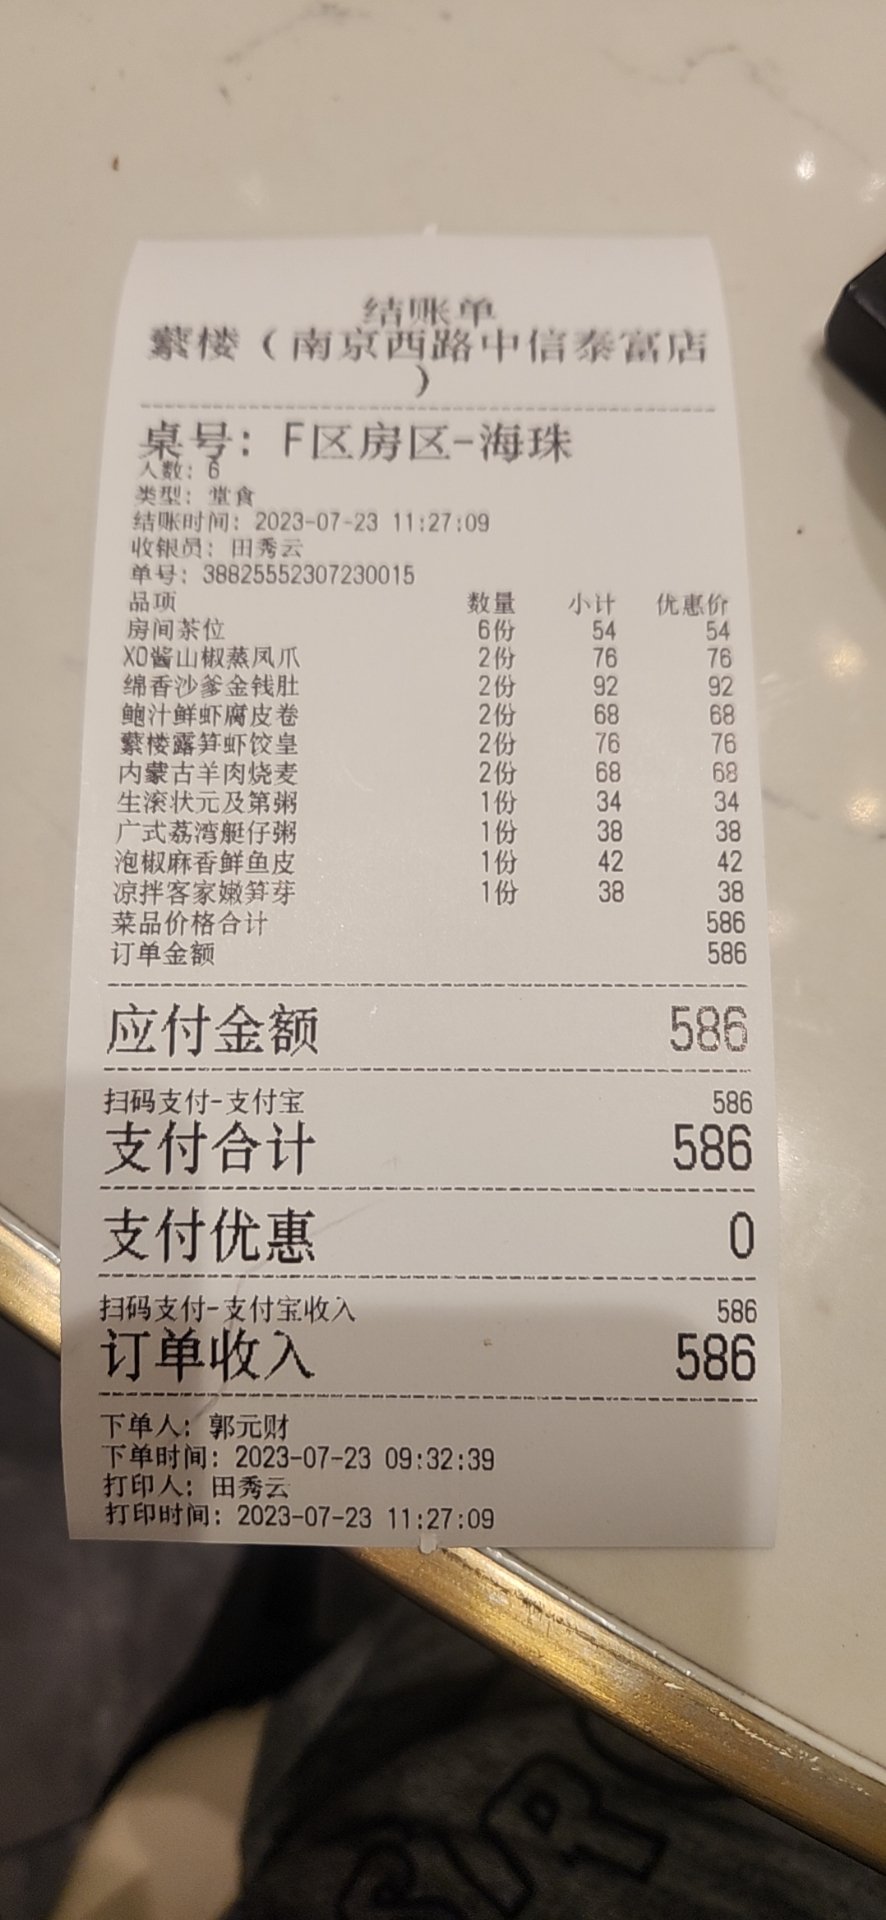 结账单
蘩楼（南京西路中信泰富店
）
桌号: F区房区-海珠
人数: 6
类型: 堂食
结账时间: 2023-07-23 11:27:09
收银员: 田秀云
单号: 38825552307230015
品项 数量 小计 优惠价
房间茶位 6份 54 54
XO酱山椒蒸凤爪 2份 76 76
绵香沙爹金钱肚 2份 92 92
鲍汁鲜虾腐皮卷 2份 68 68
蘩楼露笋虾饺皇 2份 76 76
内蒙古羊肉烧麦 2份 68 68
生滚状元及第粥 1份 34 34
广式荔湾艇仔粥 1份 38 38
泡椒麻香鲜鱼皮 1份 42 42
凉拌客家嫩笋芽 1份 38 38
菜品价格合计 586
订单金额 586
应付金额 586
扫码支付-支付宝 586
支付合计 586
支付优惠 0
扫码支付-支付宝收入 586
订单收入 586
下单人: 郭元财
下单时间: 2023-07-23 09:32:39
打印人: 田秀云
打印时间: 2023-07-23 11:27:09